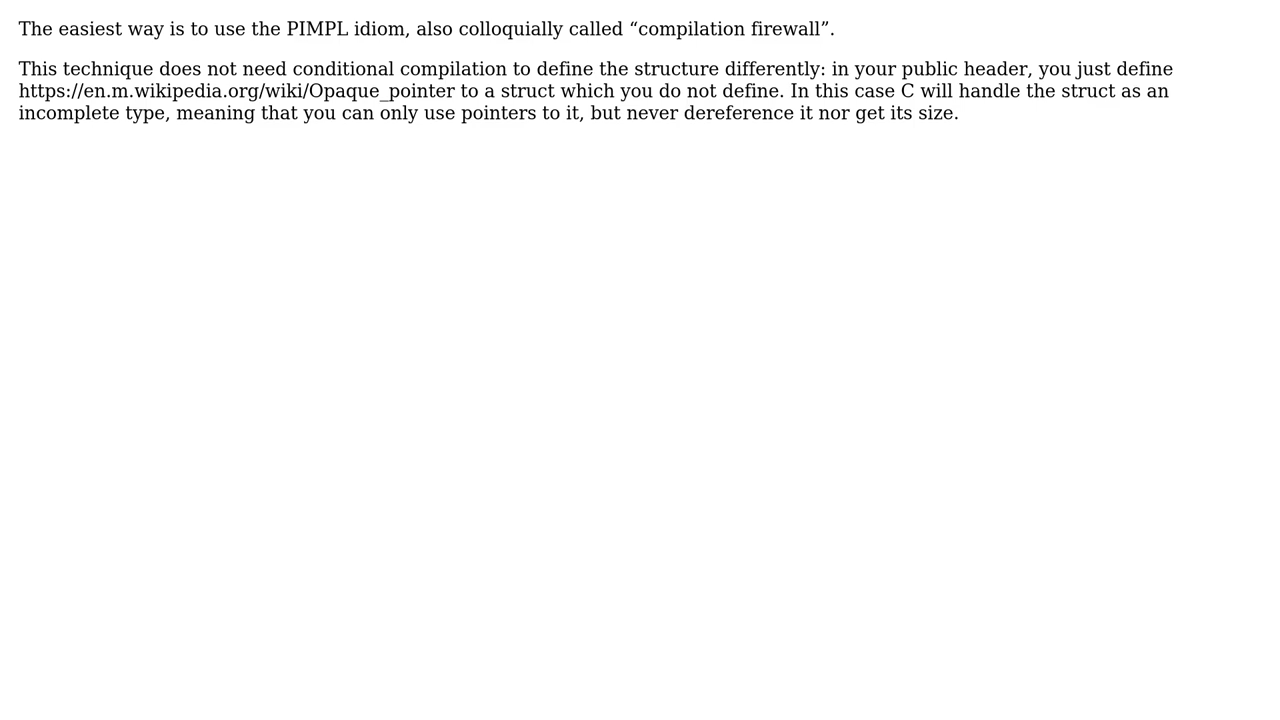 The easiest way is to use the PIMPL idiom, also colloquially called “compilation firewall”.
This technique does not need conditional compilation to define the structure differently: in your public header, you just define
https://en.m.wikipedia.org/wiki/Opaque_pointer to a struct which you do not define. In this case C will handle the struct as an
incomplete type, meaning that you can only use pointers to it, but never dereference it nor get its size.